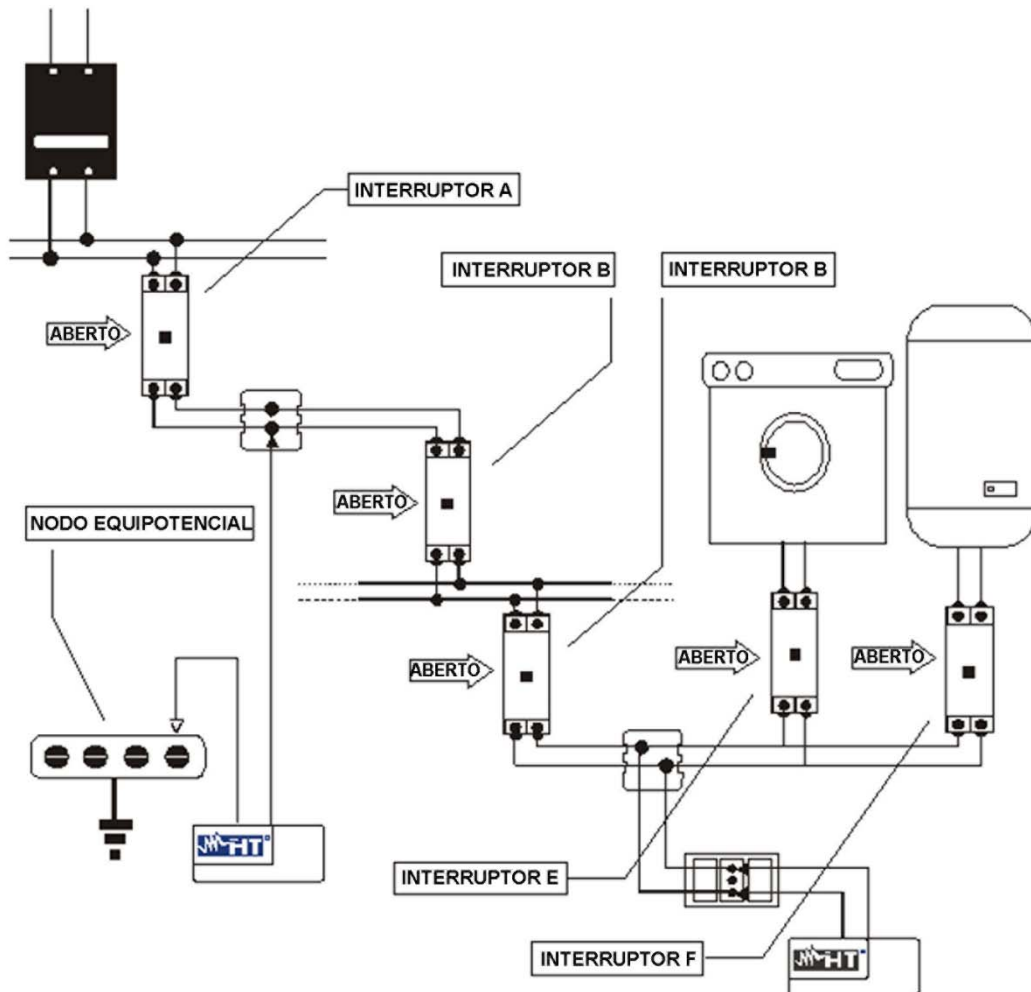 INTERRUPTOR A
INTERRUPTOR B
INTERRUPTOR B
ABERTO
ABERTO
NODO EQUIPOTENCIAL
ABERTO
ABERTO
ABERTO
HT
INTERRUPTOR E
INTERRUPTOR F
HT